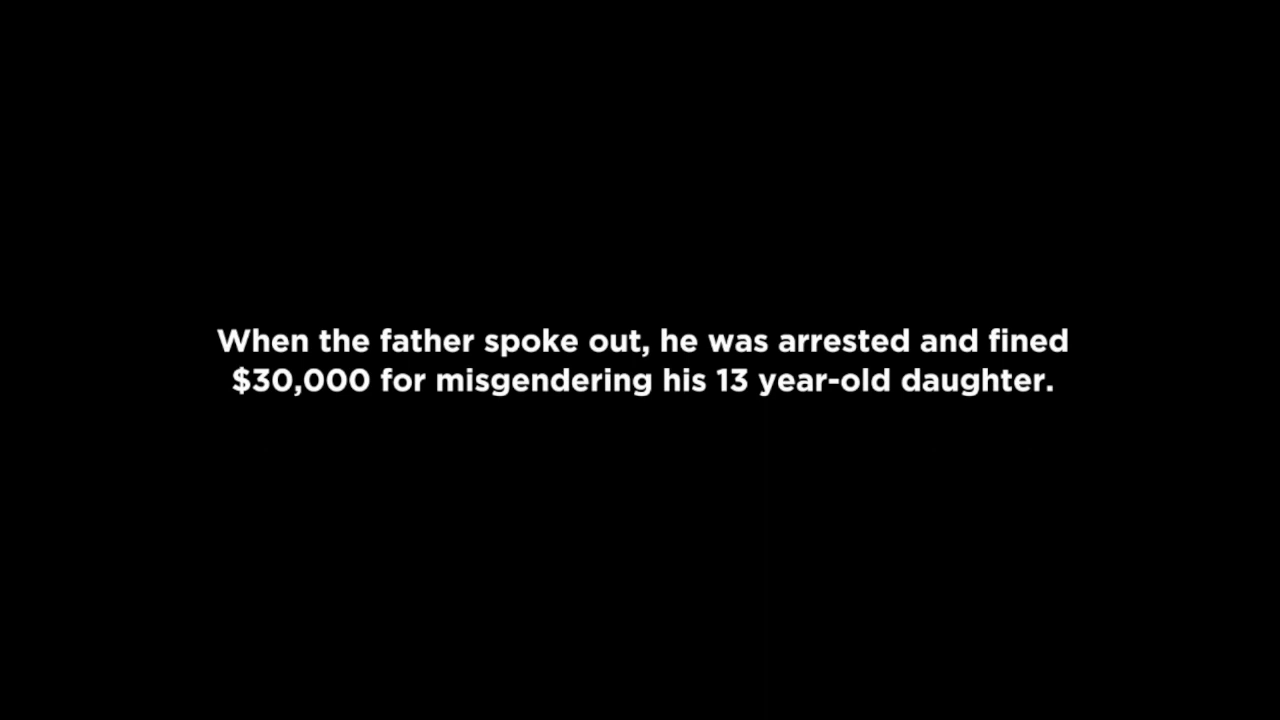 When the father spoke out, he was arrested and fined
$30,000 for misgendering his 13 year-old daughter.